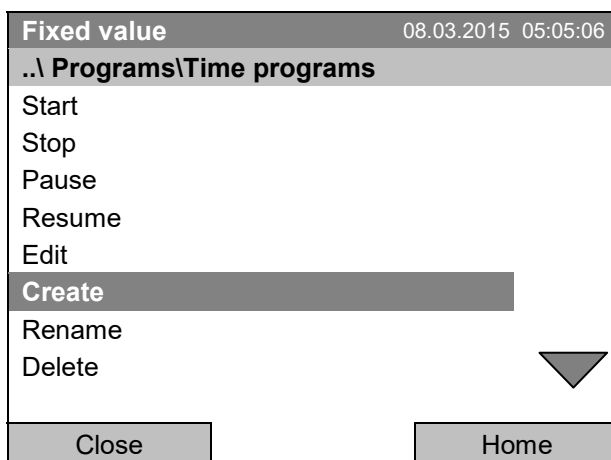 Fixed value 08.03.2015 05:05:06
..\ Programs\Time programs
Start
Stop
Pause
Resume
Edit
Create
Rename
Delete
Close Home